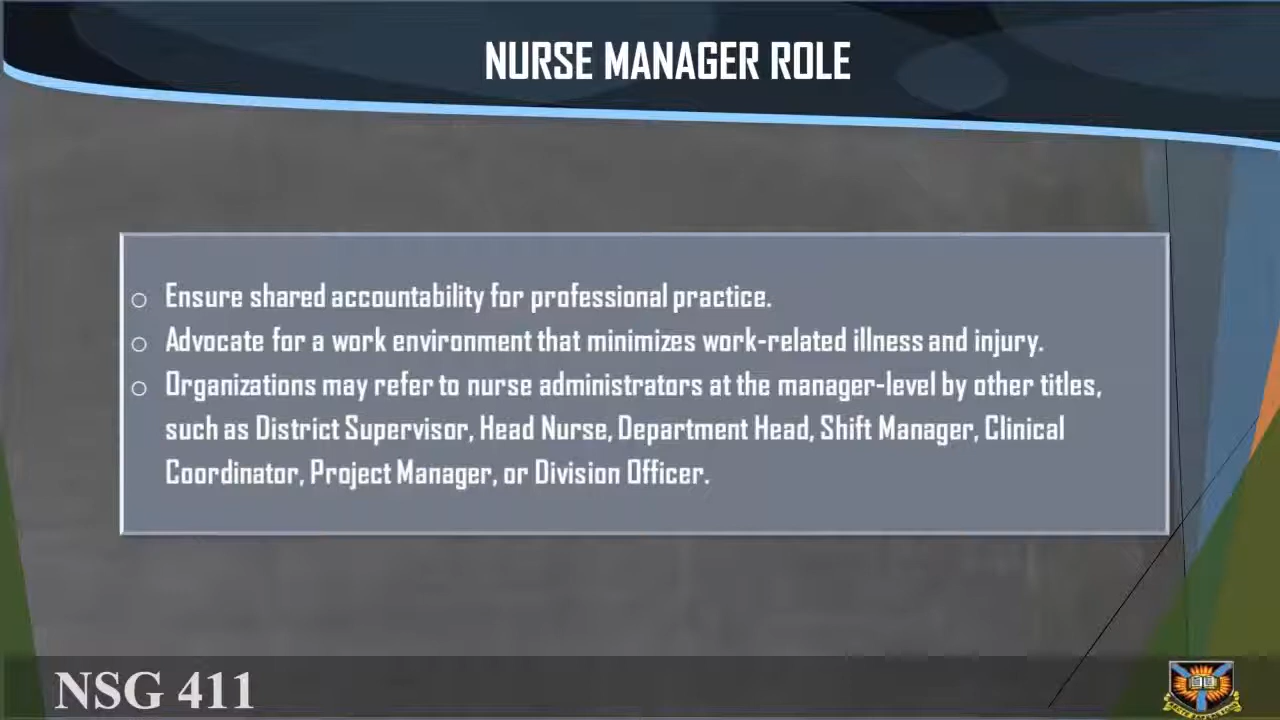 NURSE MANAGER ROLE
o Ensure shared accountability for professional practice.
o Advocate for a work environment that minimizes work-related illness and injury.
o Organizations may refer to nurse administrators at the manager-level by other titles,
such as District Supervisor, Head Nurse, Department Head, Shift Manager, Clinical
Coordinator, Project Manager, or Division Officer.
NSG 411